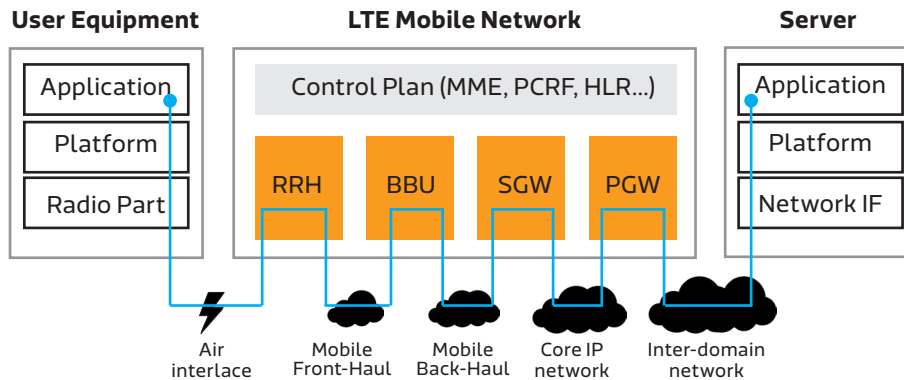 User Equipment
LTE Mobile Network
Server
Application
Platform
Radio Part
Control Plan (MME, PCRF, HLR...)
RRH
BBU
SGW
PGW
Application
Platform
Network IF
Air
interlace
Mobile
Front-Haul
Mobile
Back-Haul
Core IP
network
Inter-domain
network